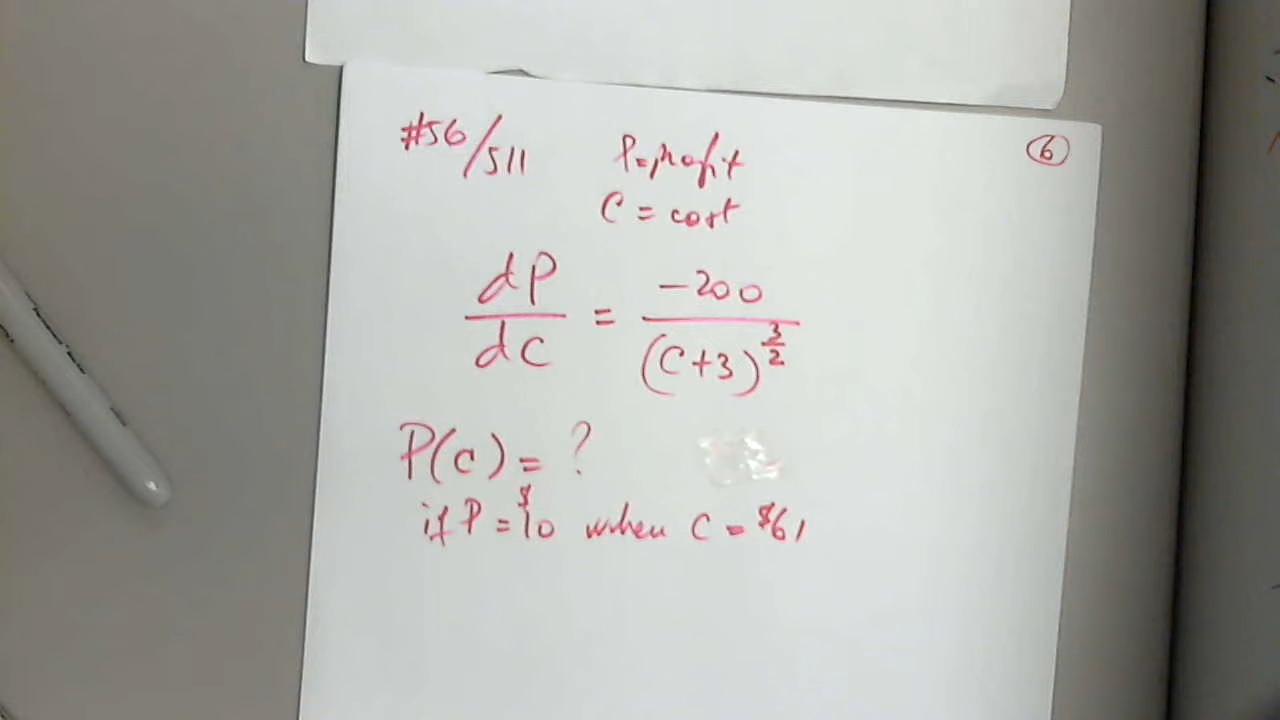 #56/511
⑥
P=profit
C = cost
dP/dC = -200/(C+3)^3/2
P(c) = ?
if P = $10 when C = $61